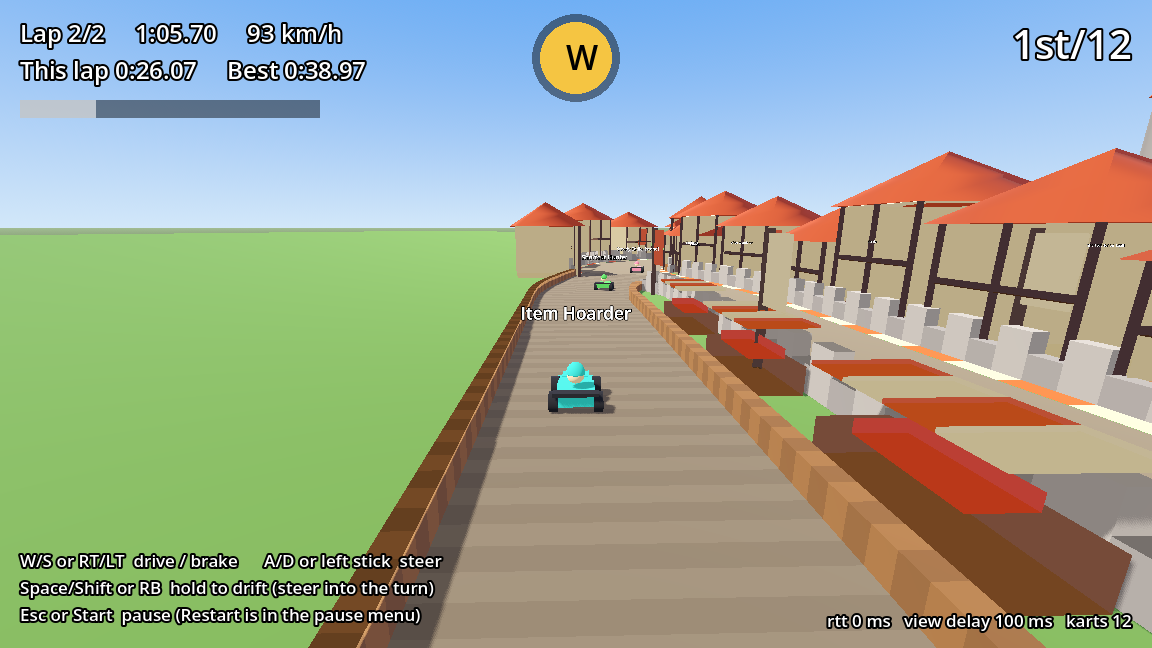 Lap 2/2 1:05.70 93 km/h
This lap 0:26.07 Best 0:38.97
W
1st/12
Item Hoarder
W/S or RT/LT drive / brake A/D or left stick steer
Space/Shift or RB hold to drift (steer into the turn)
Esc or Start pause (Restart is in the pause menu)
rtt 0 ms view delay 100 ms karts 12